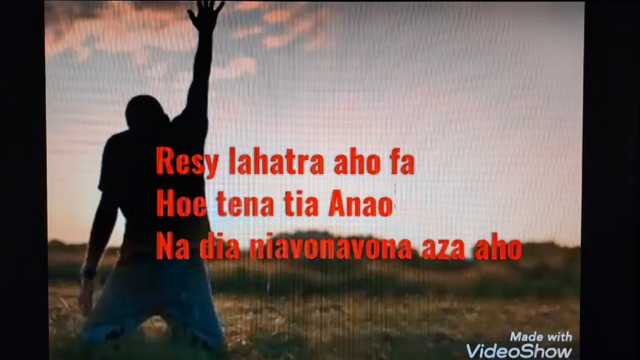 Resy lahatra aho fa
Hoe tena tia Anao
Na dia niavonavona aza aho
Made with
VideoShow